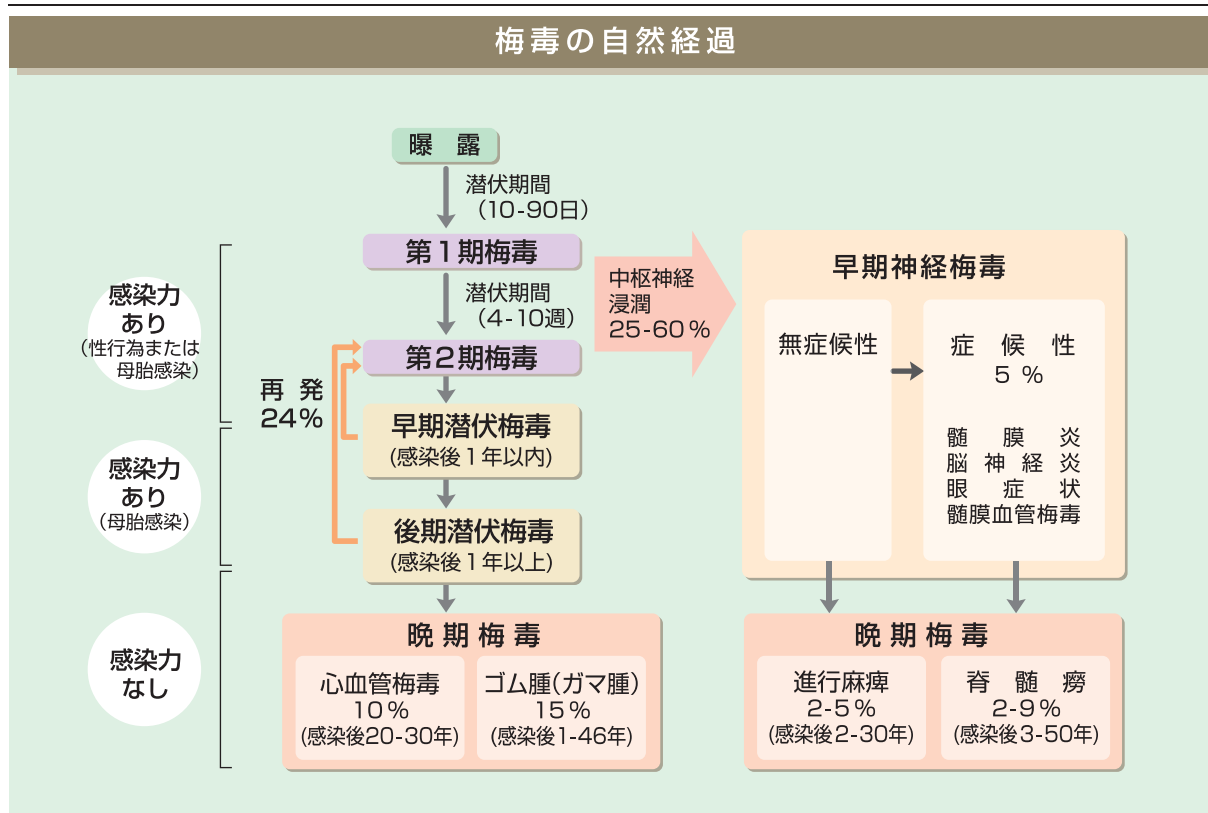 梅毒の自然経過
曝露
潜伏期間
(10-90日)
第1期梅毒
潜伏期間
(4-10週)
第2期梅毒
再発
24%
早期潜伏梅毒
(感染後1年以内)
後期潜伏梅毒
(感染後1年以上)
感染力
あり
(性行為または
母胎感染)
感染力
あり
(母胎感染)
感染力
なし
中枢神経
浸潤
25-60%
早期神経梅毒
無症候性
症候性
5%
髄膜炎
脳神経炎
眼症状
髄膜血管梅毒
晩期梅毒
心血管梅毒
10%
(感染後20-30年)
ゴム腫(ガマ腫)
15%
(感染後1-46年)
晩期梅毒
進行麻痺
2-5%
(感染後2-30年)
脊髄癆
2-9%
(感染後3-50年)